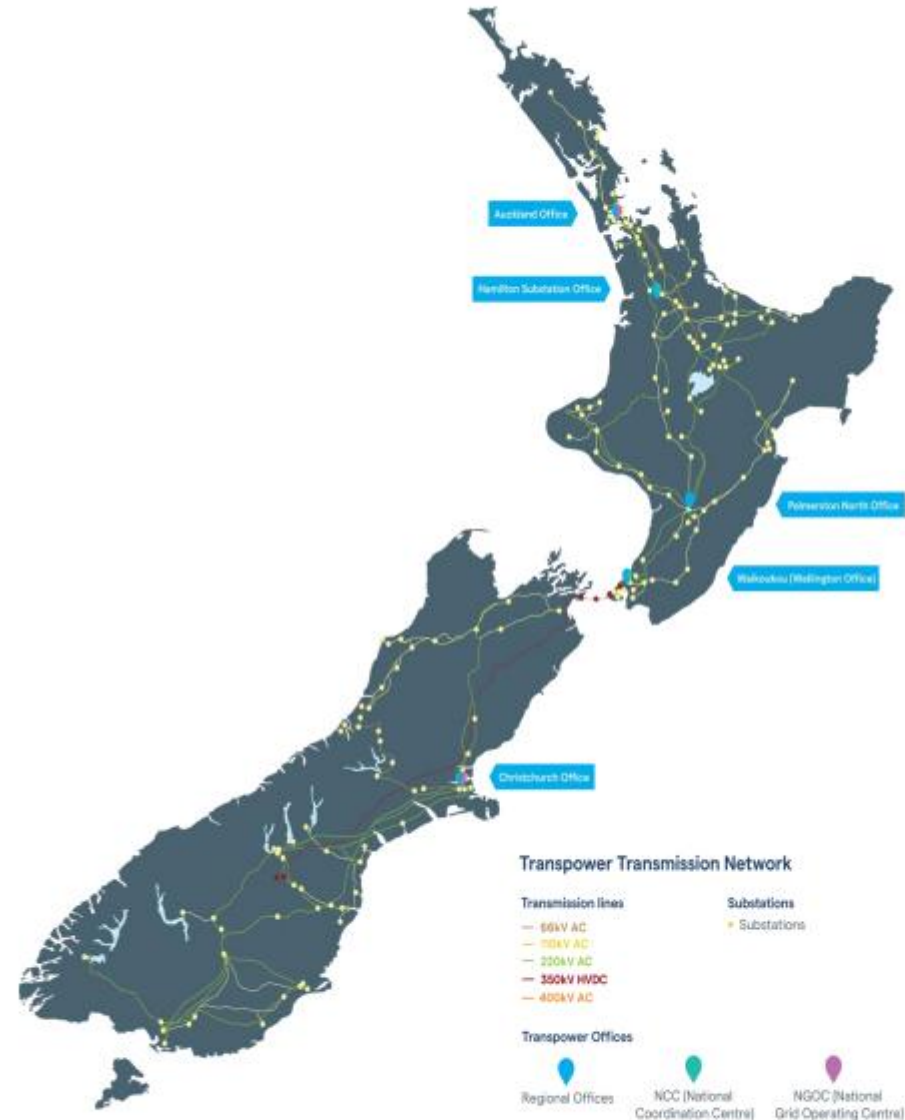 Auckland Office
Hamilton Substation Office
Palmerston North Office
Waikoukou (Wellington Office)
Christchurch Office
Transpower Transmission Network
Transmission lines
66kV AC
110kV AC
220kV AC
350kV HVDC
400kV AC
Substations
Substations
Transpower Offices
Regional Offices
NCC (National
Coordination Centre)
NGOC (National
Grid Operating Centre)